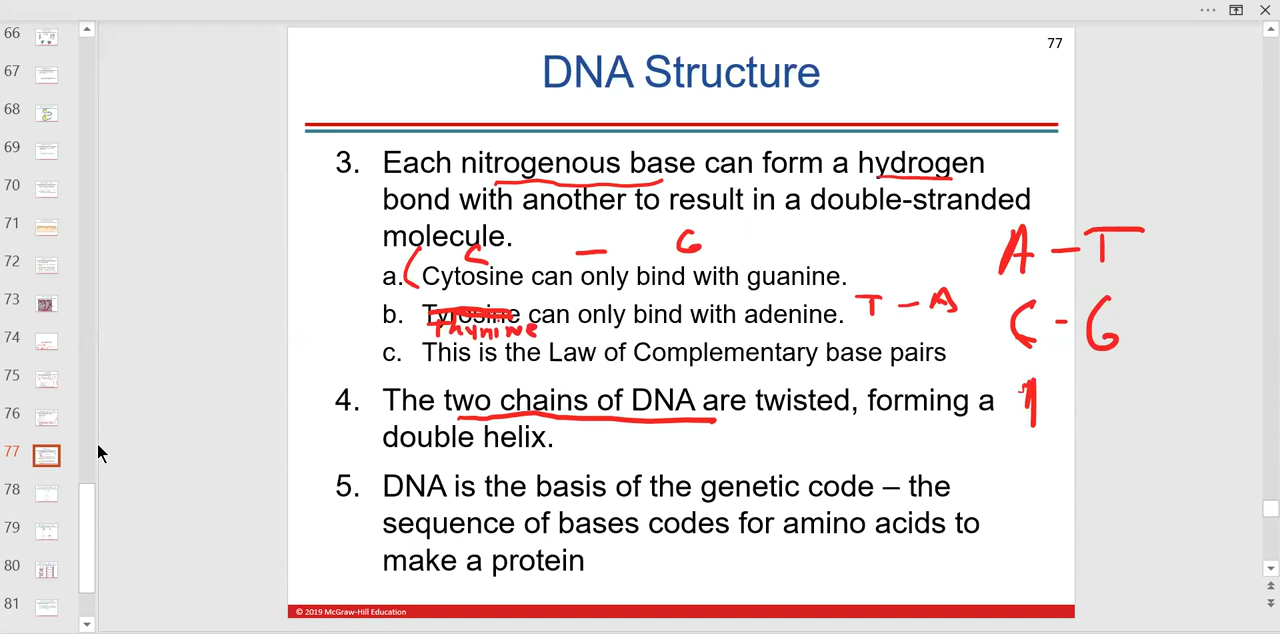 66
67
68
69
70
71
72
73
74
75
76
77
78
79
80
81
77
DNA Structure
3. Each nitrogenous base can form a hydrogen
bond with another to result in a double-stranded
molecule.
C — G
A – T
a. Cytosine can only bind with guanine.
b. Tyrosine can only bind with adenine. T – A
Thynine
C - G
c. This is the Law of Complementary base pairs
4. The two chains of DNA are twisted, forming a
double helix.
5. DNA is the basis of the genetic code – the
sequence of bases codes for amino acids to
make a protein
© 2019 McGraw-Hill Education